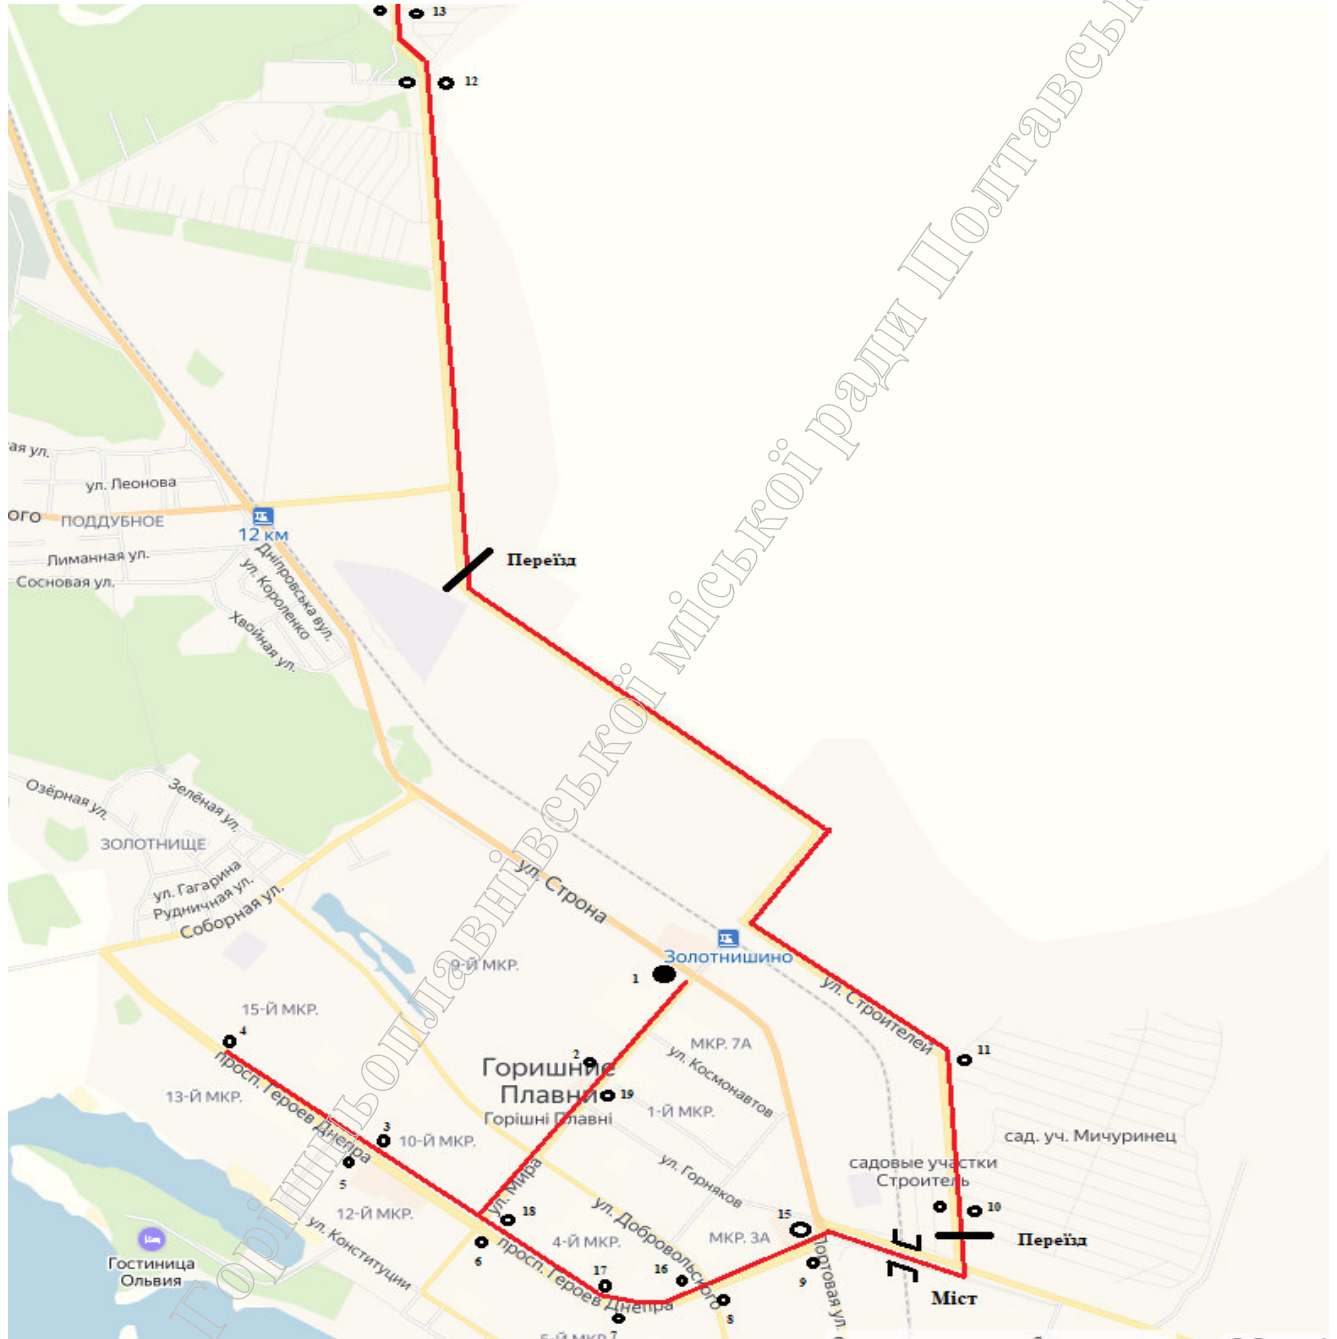 13
12
ая ул.
ул. Леонова
ОГО
ПОДДУБНОЕ
12 км
Лиманная ул.
Сосновая ул.
Дніпровська вул.
ул. Короленко
Хвойная ул.
Переїзд
Озёрная ул.
Зелёная ул.
ЗОЛОТНИЩЕ
ул. Гагарина
Рудничная ул.
Соборная ул.
ул. Строна
Золотнишино
1
9-Й МКР.
15-Й МКР.
4
ул. Строителей
11
МКР. 7А
ул. Космонавтов
2
Горишние
Плавни
Горішні Плавні
19
1-Й МКР.
13-Й МКР.
просп. Героев Днепра
3
10-Й МКР.
5
сад. уч. Мичуринец
садовые участки
Строитель
ул. Горняков
ул. Мира
12-Й МКР.
ул. Конституции
18
6
4-Й МКР.
ул. Добровольского
МКР. 3А
15
10
Переїзд
Гостиница
Ольвия
просп. Героев Днепра
17
16
7
8
9
Портовая ул.
Міст
5-Й МКР.
Горішньоплавнівської міської ради Полтавськ